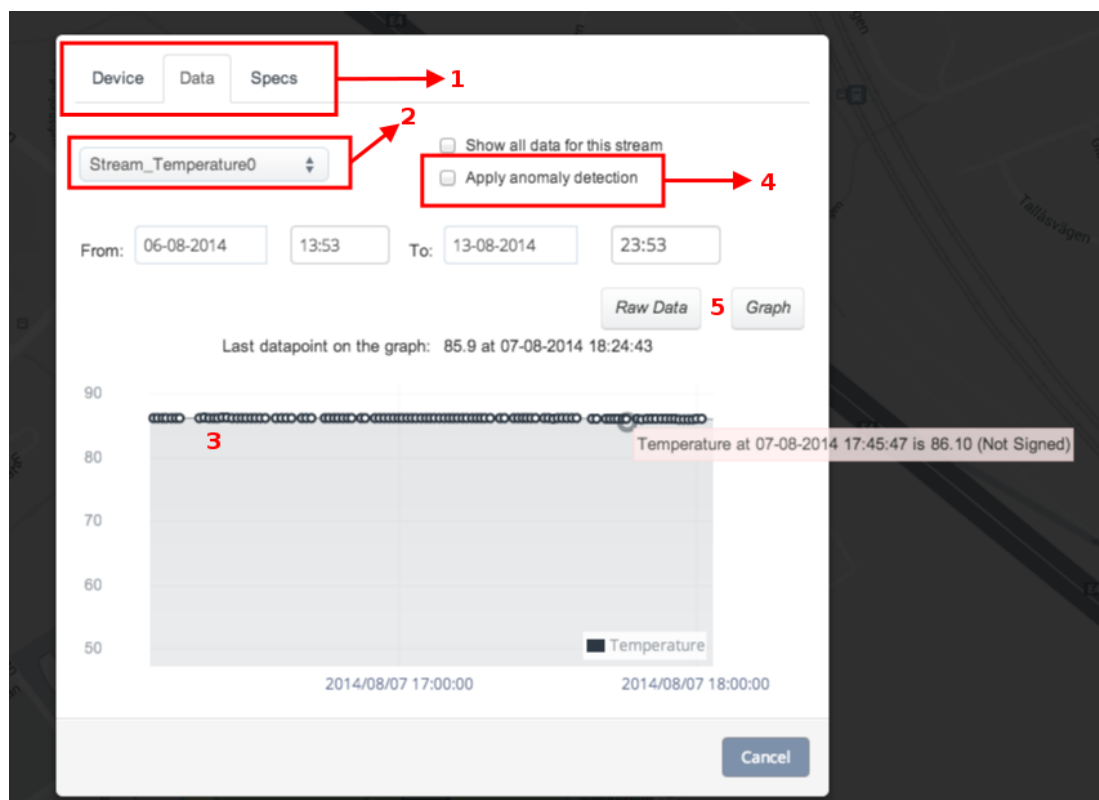 Device Data Specs
1
2
Stream_Temperature0
Show all data for this stream
Apply anomaly detection
4
From: 06-08-2014 13:53 To: 13-08-2014 23:53
Raw Data 5 Graph
Last datapoint on the graph: 85.9 at 07-08-2014 18:24:43
90
3
Temperature at 07-08-2014 17:45:47 is 86.10 (Not Signed)
80
70
60
50
Temperature
2014/08/07 17:00:00 2014/08/07 18:00:00
Cancel
Tallåsvägen